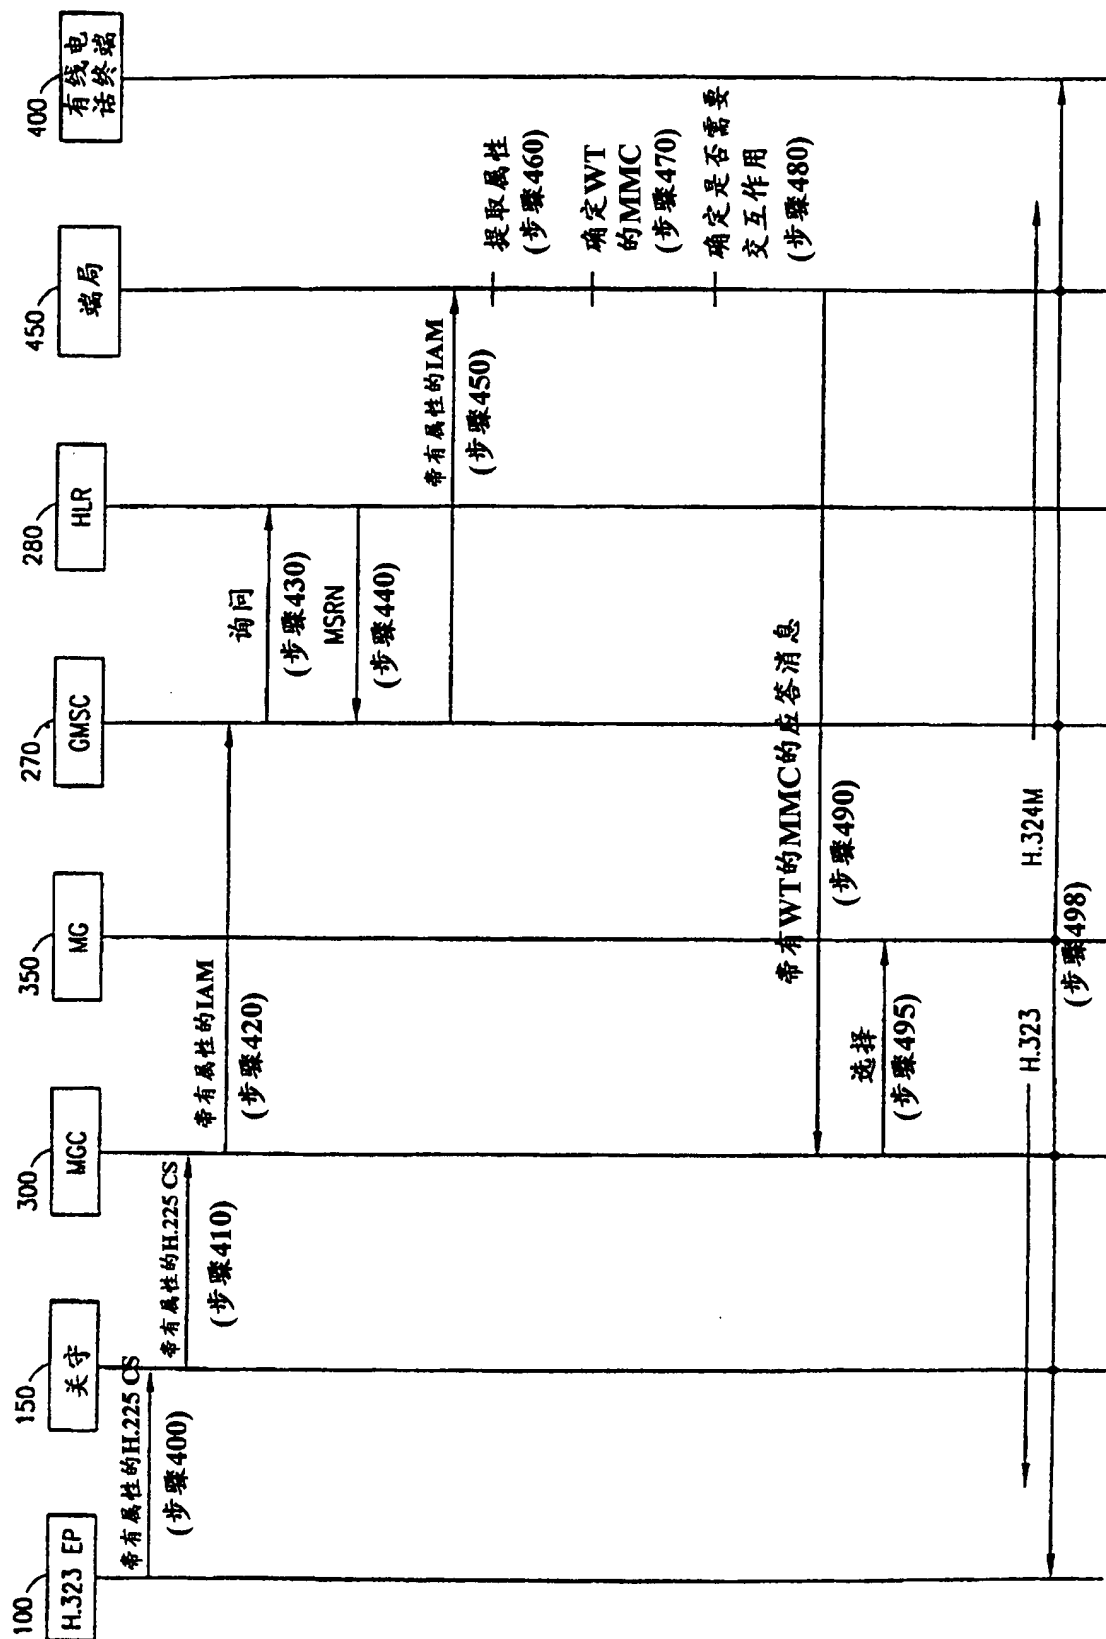 100
H.323 EP
150
关守
300
MGC
350
MG
270
GMSC
280
HLR
450
端局
400
有线电
话终端
带有属性的H.225 CS
(步骤400)
带有属性的H.225 CS
(步骤410)
带有属性的IAM
(步骤420)
询问
(步骤430)
MSRN
(步骤440)
带有属性的IAM
(步骤450)
提取属性
(步骤460)
确定WT
的MMC
(步骤470)
确定是否需要
交互作用
(步骤480)
带有WT的MMC的应答消息
(步骤490)
选择
(步骤495)
H.323
H.324M
(步骤498)